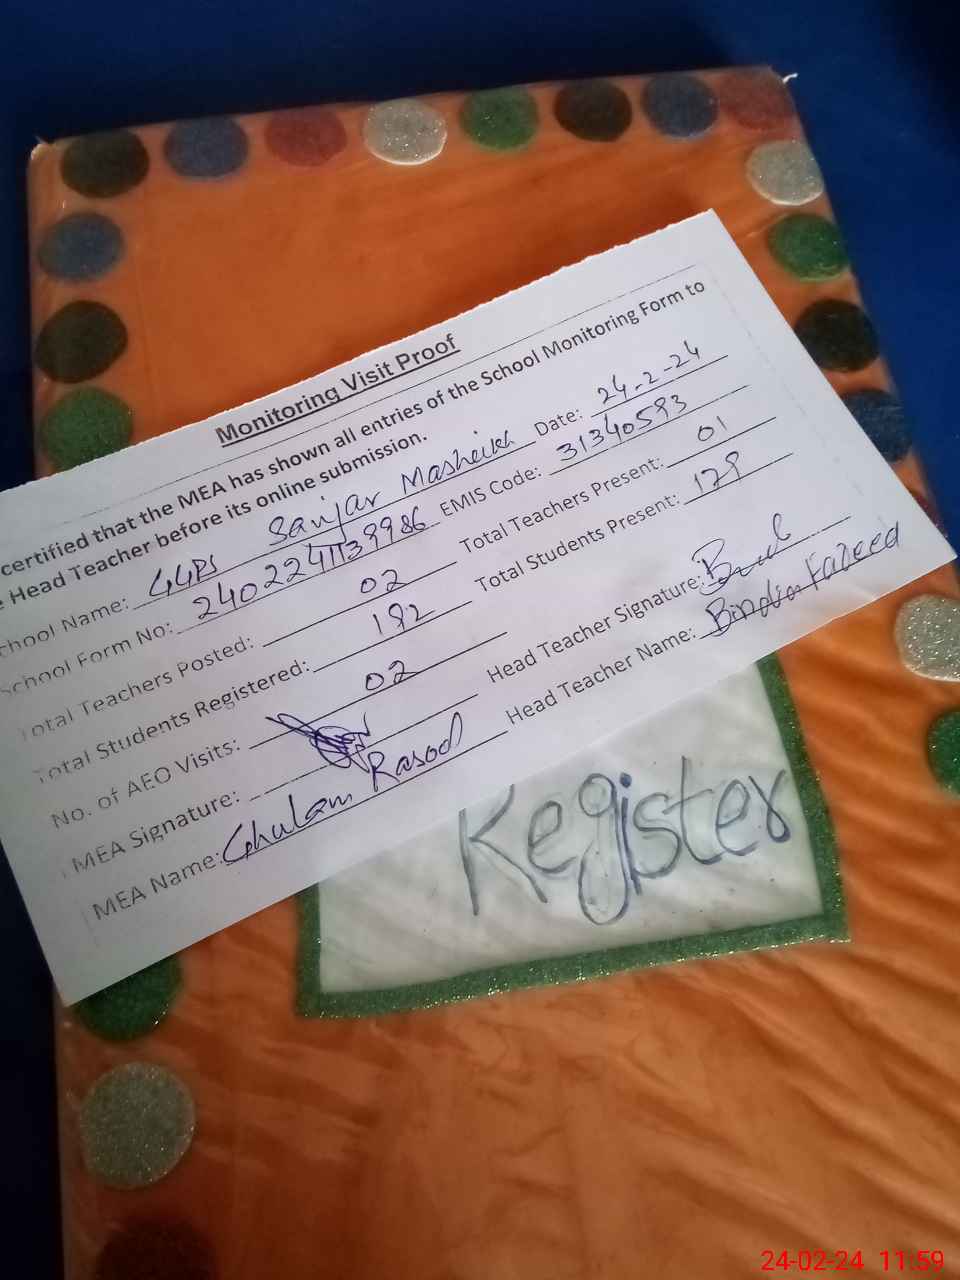 Monitoring Visit Proof
certified that the MEA has shown all entries of the School Monitoring Form to
Head Teacher before its online submission.
School Name: GGPS Sanjar Masheikh Date: 24-2-24
School Form No: EMIS Code: 31340593
Total Teachers Posted: 02 Total Teachers Present: 01
Total Students Registered: 192 Total Students Present: 179
No. of AEO Visits: 02
MEA Signature: Head Teacher Signature:
MEA Name: Ghulam Rasool Head Teacher Name: Bindia Fareed
Register
24-02-24 11:59